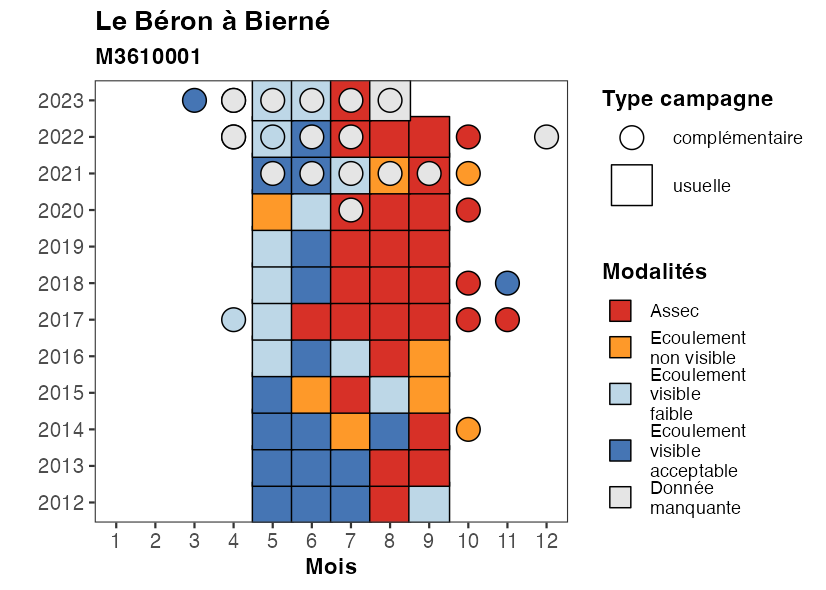 Le Béron à Bierné
M3610001
2023
2022
2021
2020
2019
2018
2017
2016
2015
2014
2013
2012
1 2 3 4 5 6 7 8 9 10 11 12
Mois
Type campagne
complémentaire
usuelle
Modalités
Assec
Ecoulement
non visible
Ecoulement
visible
faible
Ecoulement
visible
acceptable
Donnée
manquante